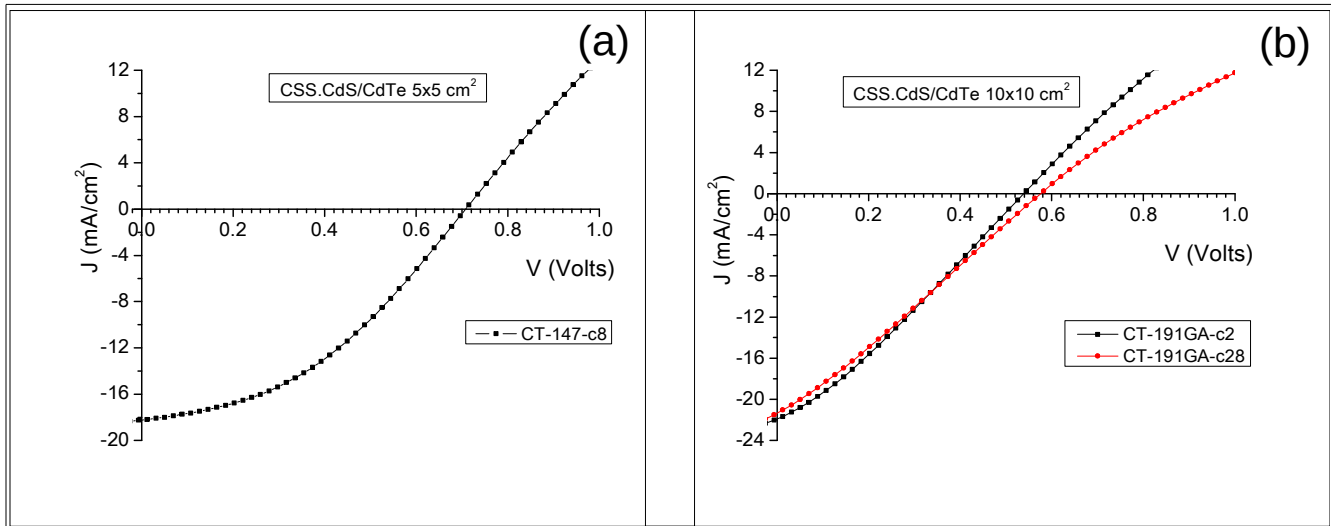 (a)
CSS.CdS/CdTe 5x5 cm²
12
8
4
0
-4
-8
-12
-16
-20
0.0
0.2
0.4
0.6
0.8
1.0
J (mA/cm²)
V (Volts)
CT-147-c8
(b)
CSS.CdS/CdTe 10x10 cm²
12
8
4
0
-4
-8
-12
-16
-20
-24
0.0
0.2
0.4
0.6
0.8
1.0
J (mA/cm²)
V (Volts)
CT-191GA-c2
CT-191GA-c28